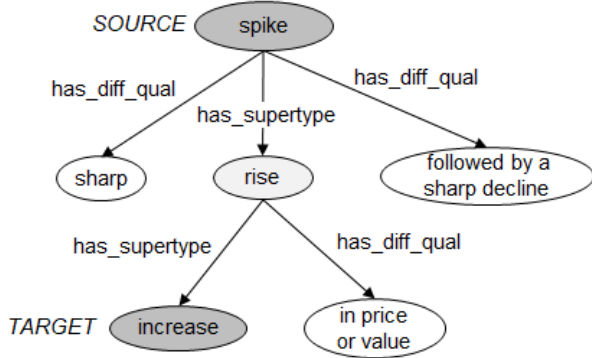 SOURCE spike
has_diff_qual
has_diff_qual
has_supertype
sharp
rise
followed by a
sharp decline
has_supertype
has_diff_qual
TARGET increase
in price
or value